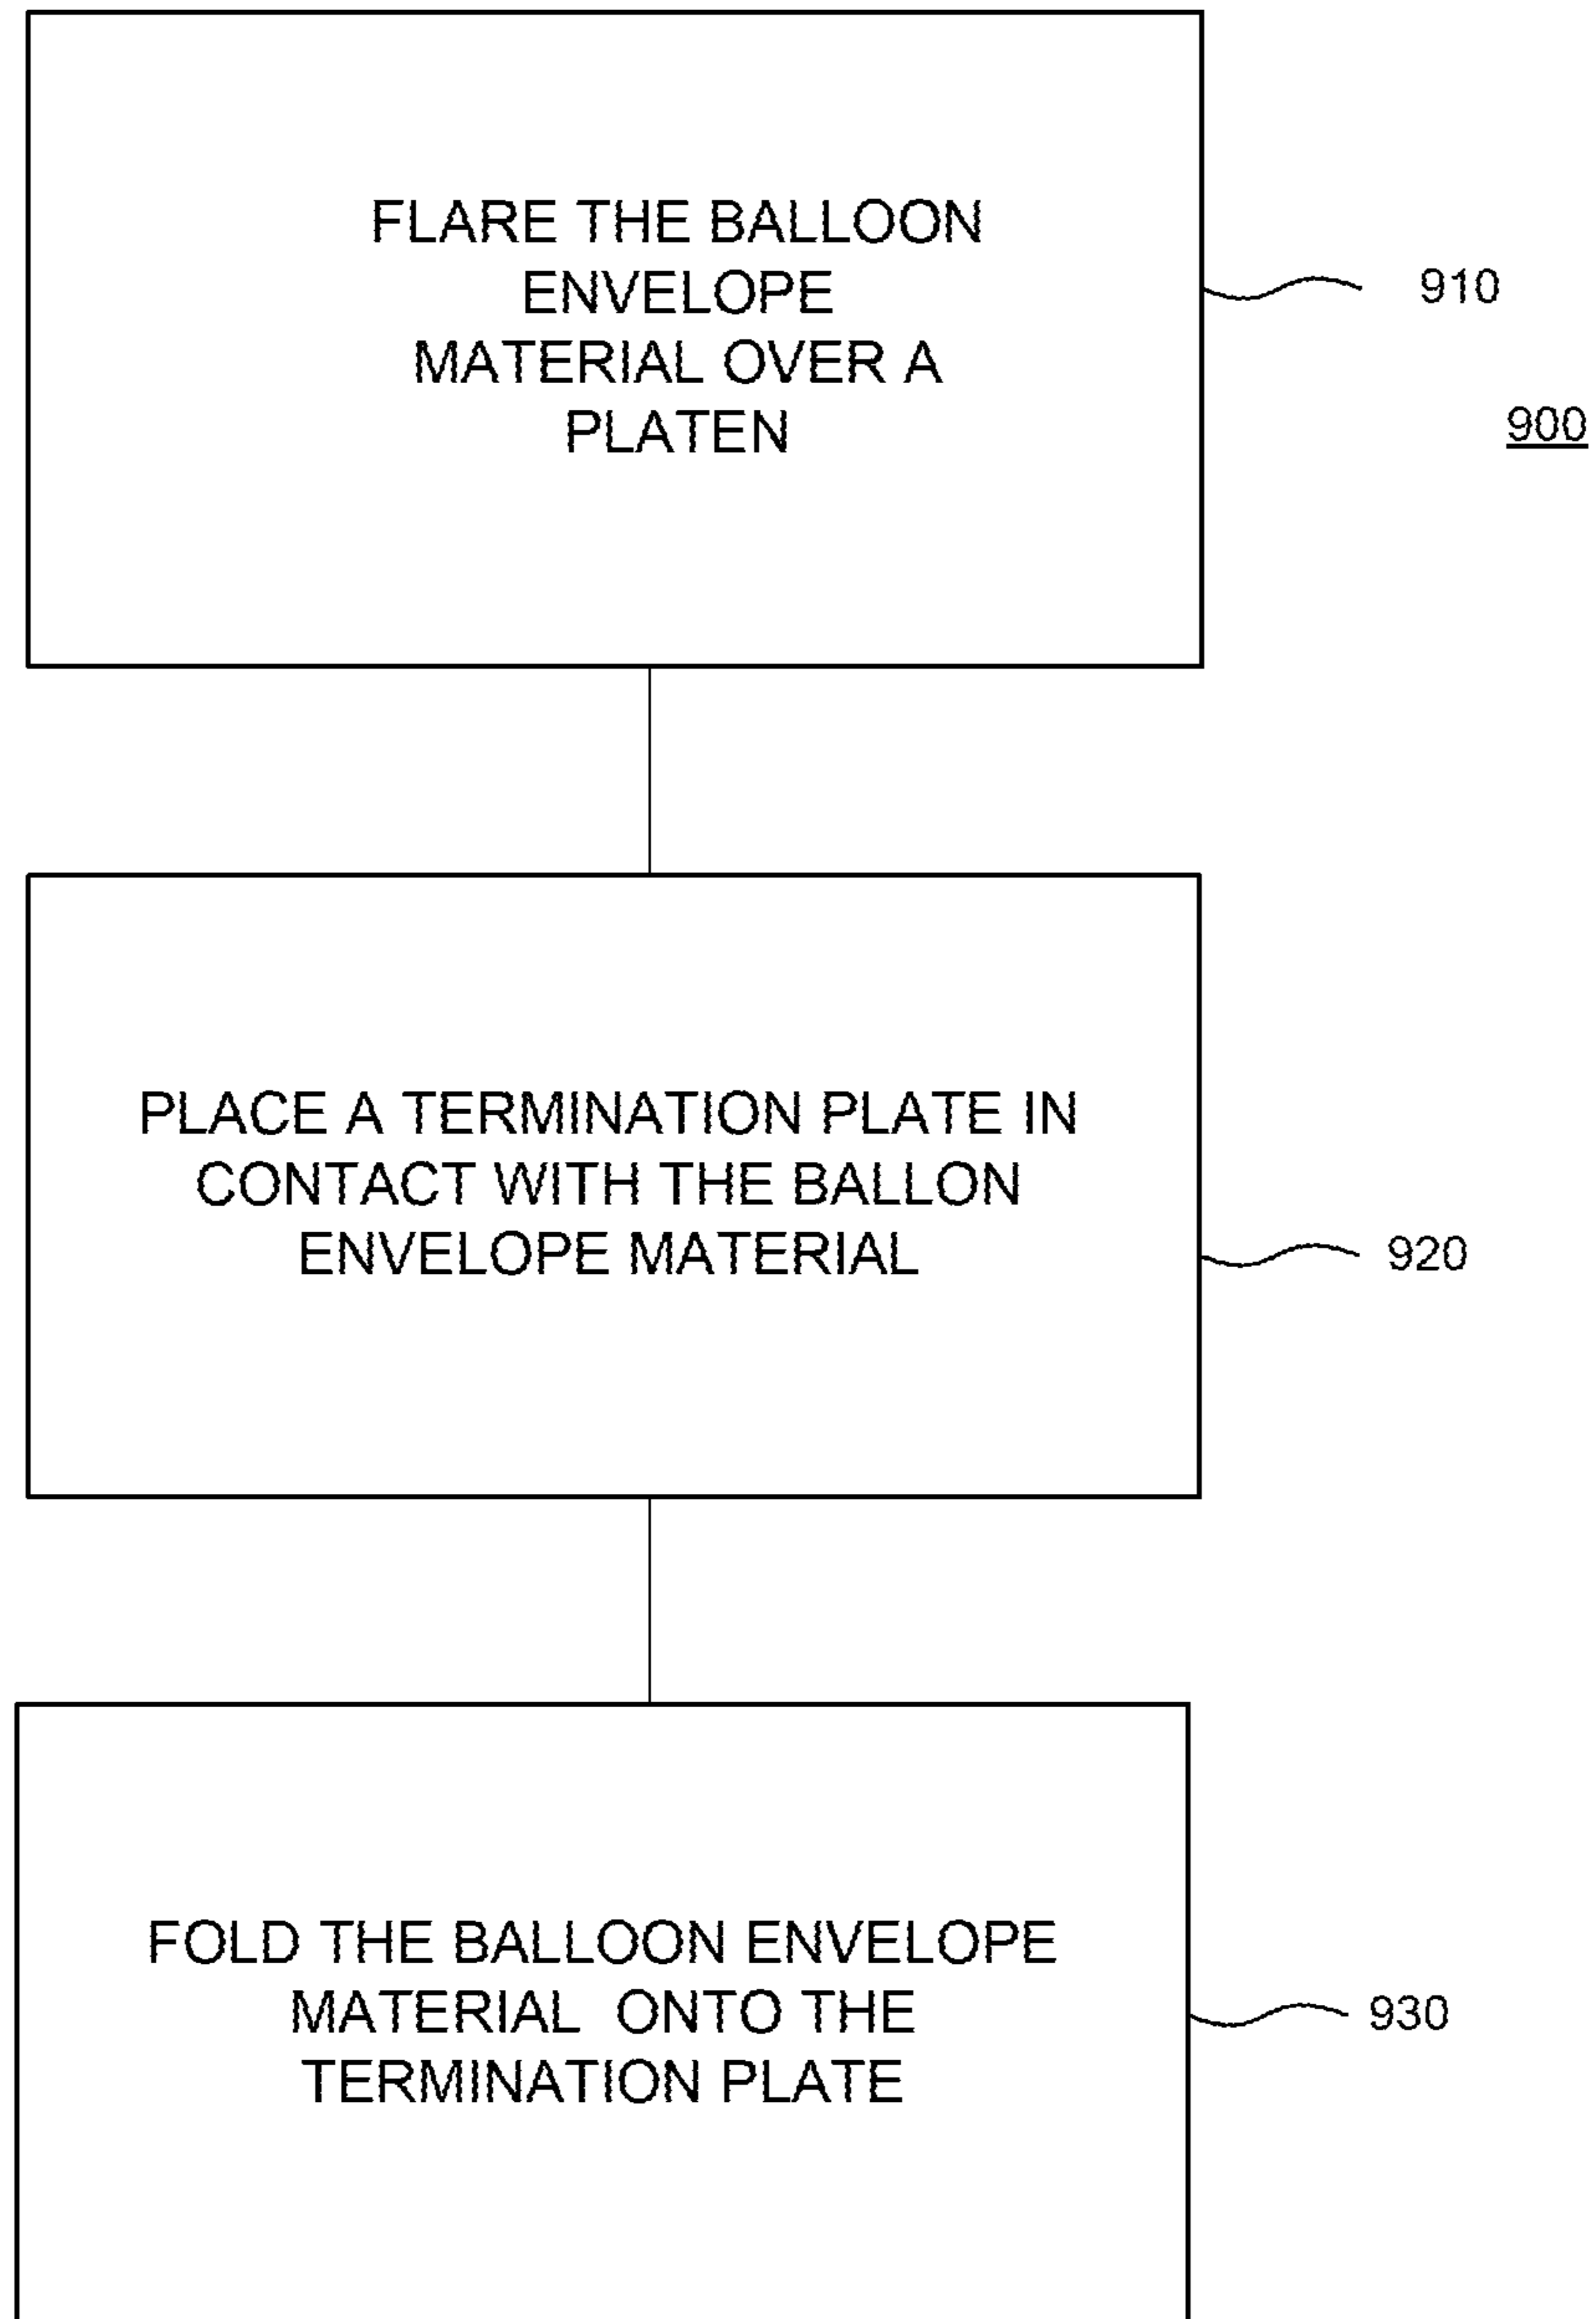 FLARE THE BALLOON
ENVELOPE
MATERIAL OVER A
PLATEN
910
900
PLACE A TERMINATION PLATE IN
CONTACT WITH THE BALLON
ENVELOPE MATERIAL
920
FOLD THE BALLOON ENVELOPE
MATERIAL ONTO THE
TERMINATION PLATE
930